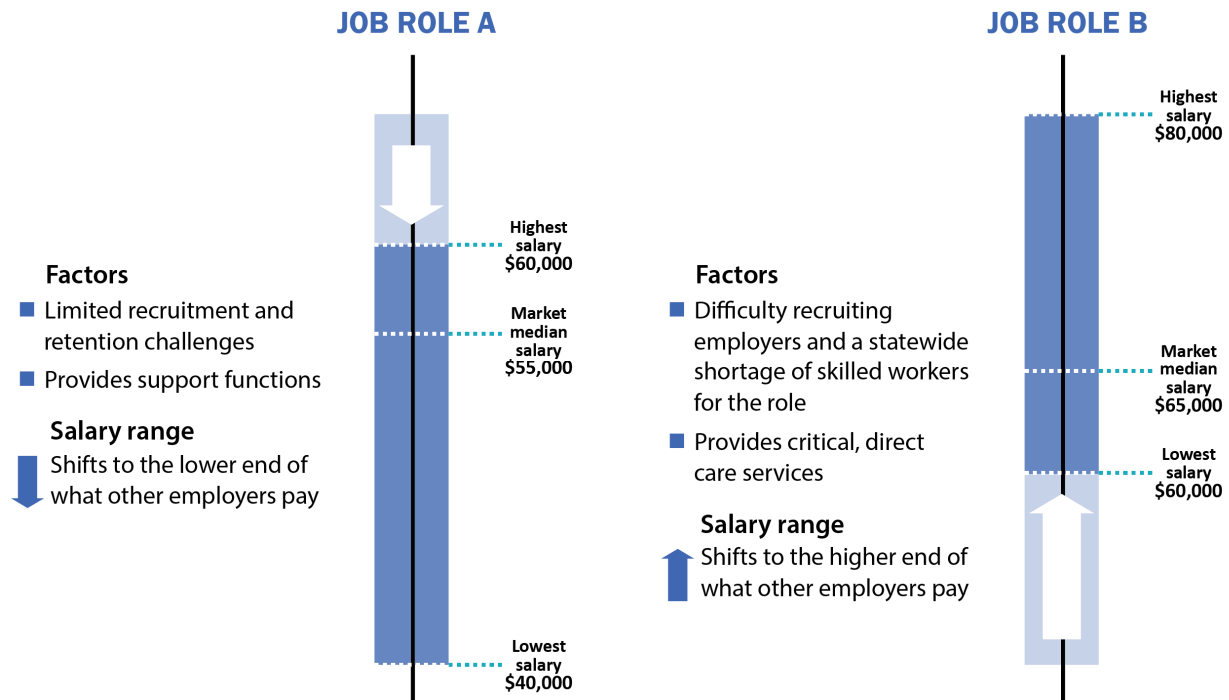 JOB ROLE A
Highest
salary
$60,000
Factors
Limited recruitment and
retention challenges
Provides support functions
Market
median
salary
$55,000
Salary range
Shifts to the lower end of
what other employers pay
Lowest
salary
$40,000
JOB ROLE B
Highest
salary
$80,000
Factors
Difficulty recruiting
employers and a statewide
shortage of skilled workers
for the role
Provides critical, direct
care services
Market
median
salary
$65,000
Lowest
salary
$60,000
Salary range
Shifts to the higher end of
what other employers pay